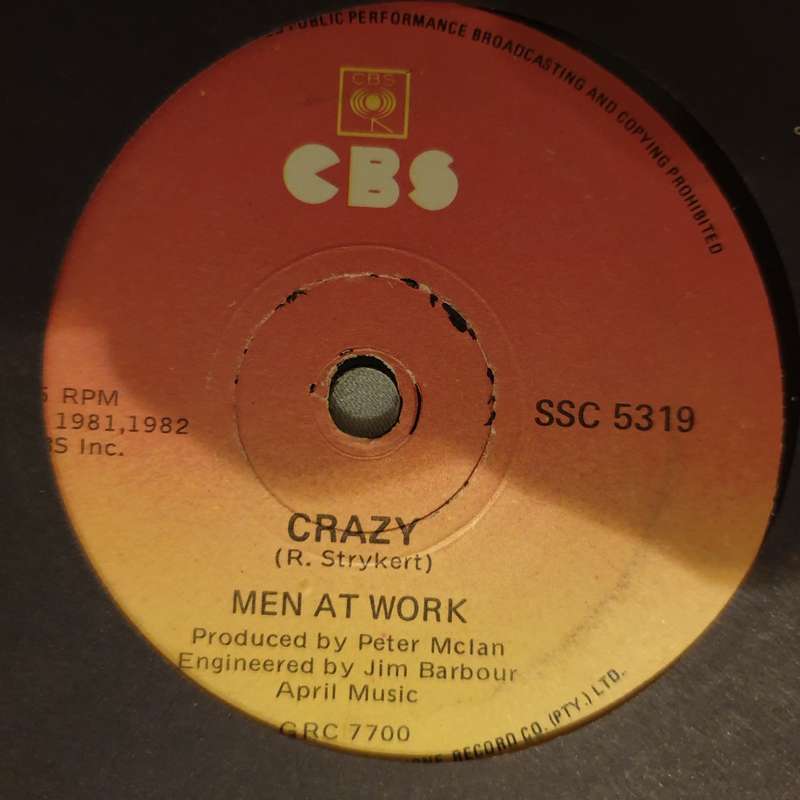 PUBLIC PERFORMANCE BROADCASTING AND COPYING PROHIBITED
CBS
CBS
RPM
1981,1982
Inc.
SSC 5319
CRAZY
(R. Strykert)
MEN AT WORK
Produced by Peter McIan
Engineered by Jim Barbour
April Music
GRC 7700
RECORD CO. (PTY.) LTD.